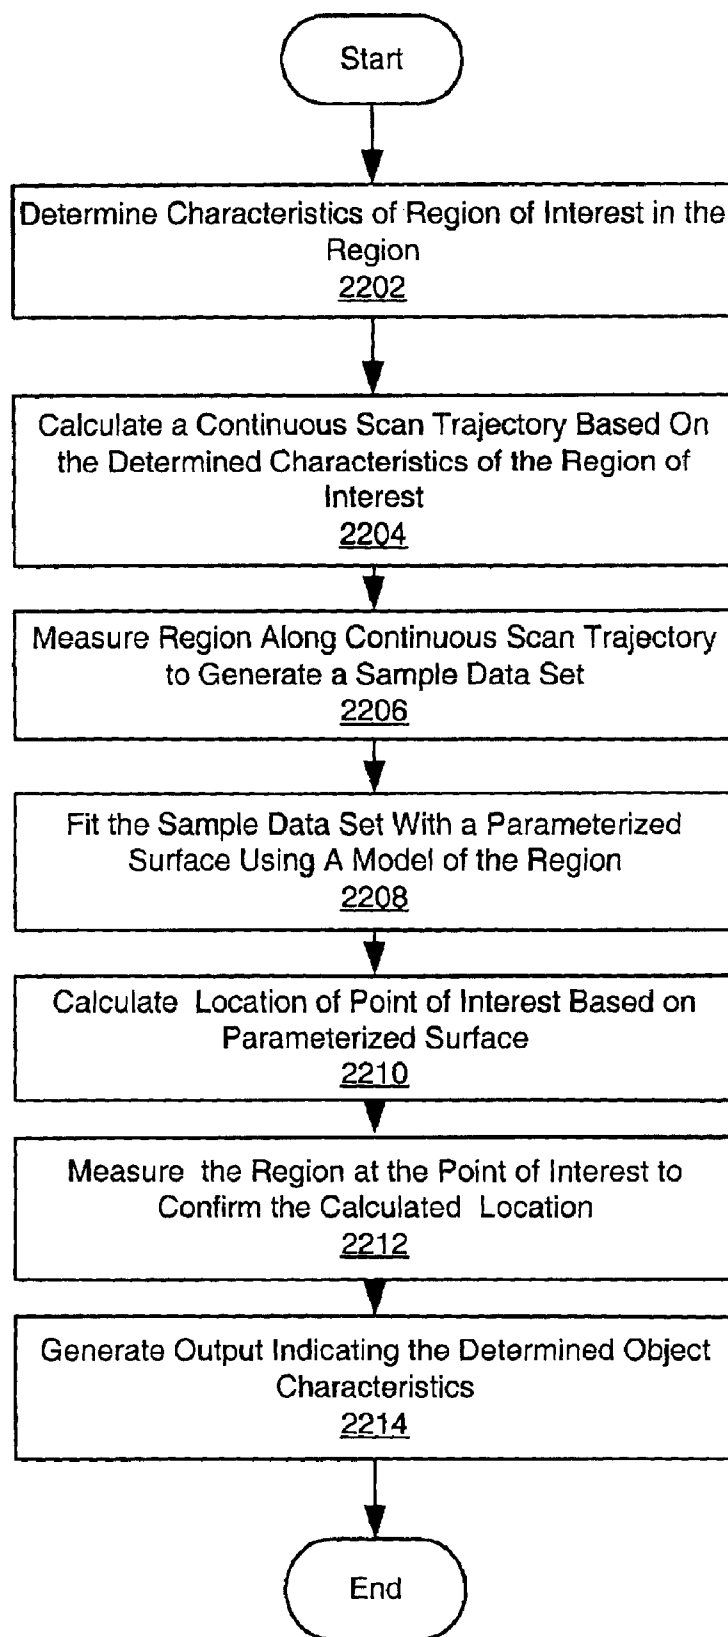 Start
Determine Characteristics of Region of Interest in the
Region
2202
Calculate a Continuous Scan Trajectory Based On
the Determined Characteristics of the Region of
Interest
2204
Measure Region Along Continuous Scan Trajectory
to Generate a Sample Data Set
2206
Fit the Sample Data Set With a Parameterized
Surface Using A Model of the Region
2208
Calculate Location of Point of Interest Based on
Parameterized Surface
2210
Measure the Region at the Point of Interest to
Confirm the Calculated Location
2212
Generate Output Indicating the Determined Object
Characteristics
2214
End